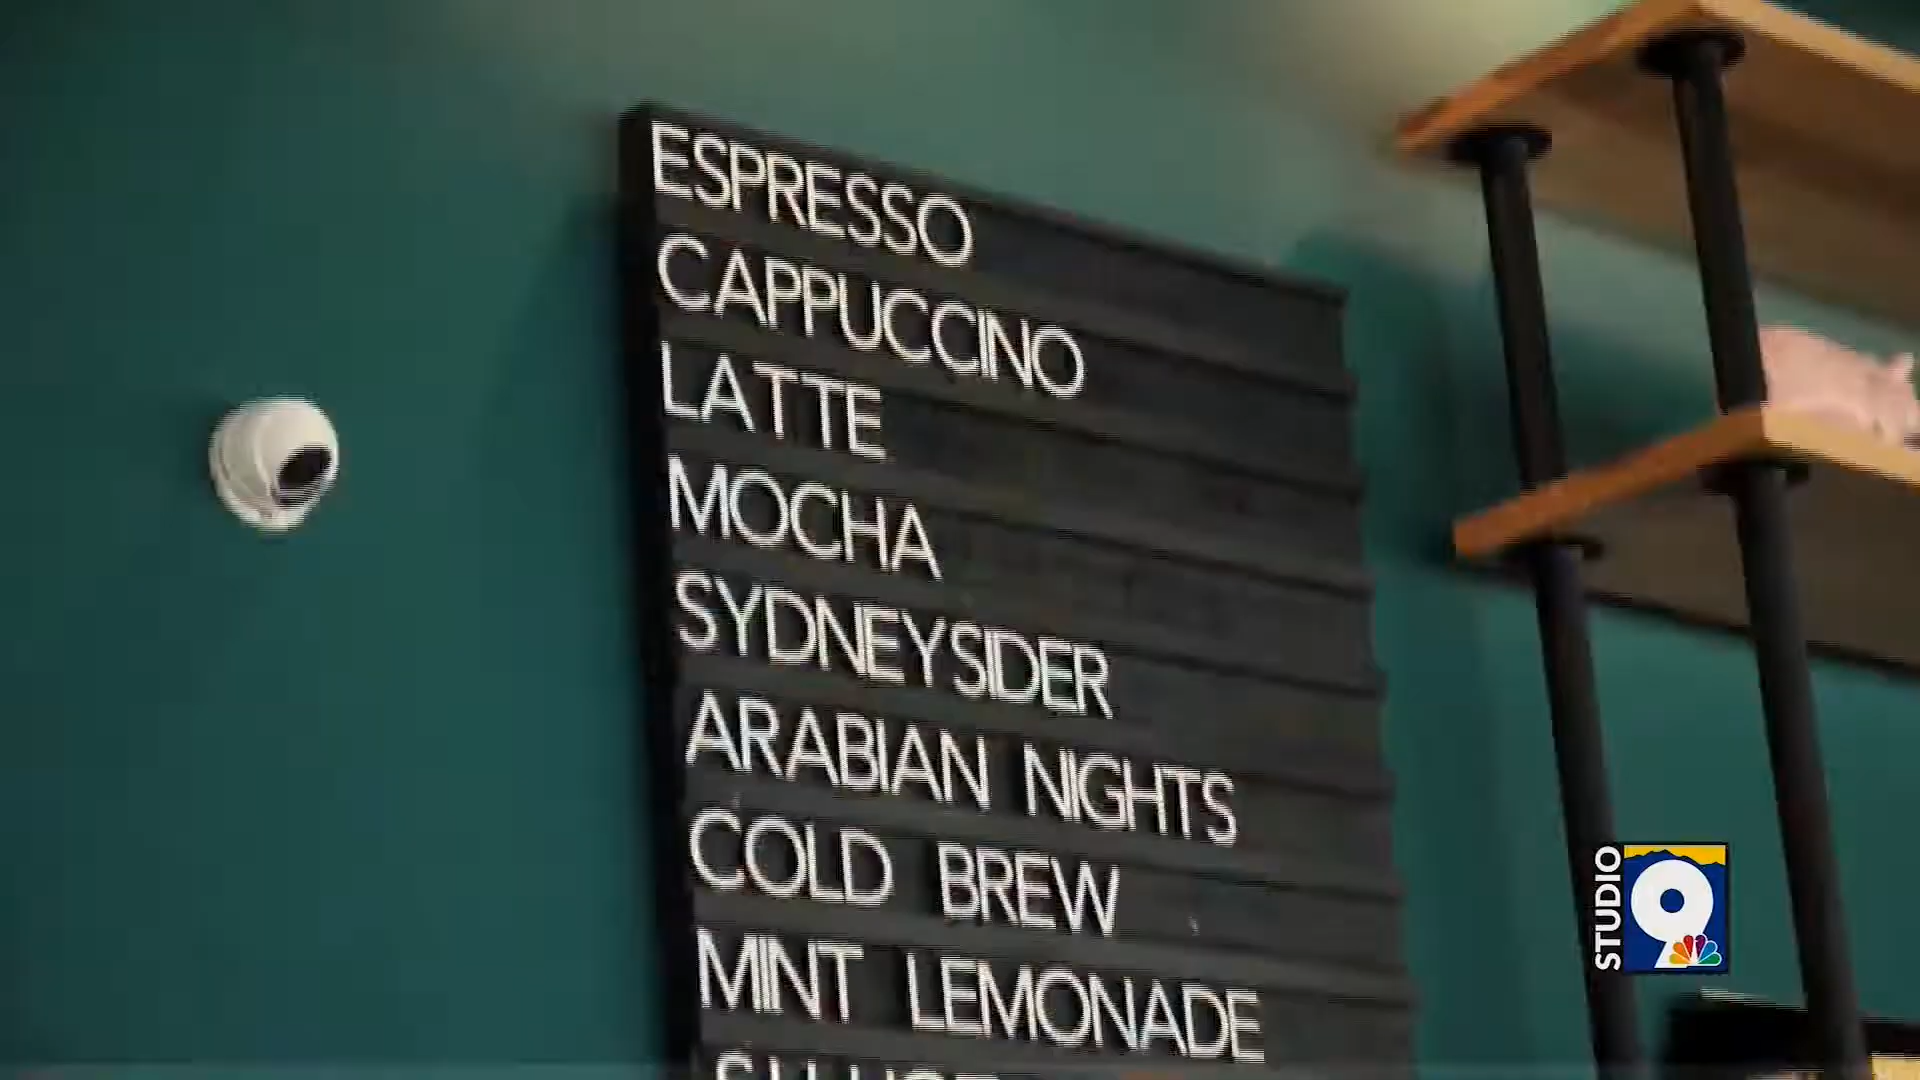 ESPRESSO
CAPPUCCINO
LATTE
MOCHA
SYDNEYSIDER
ARABIAN NIGHTS
COLD BREW
MINT LEMONADE
STUDIO
9